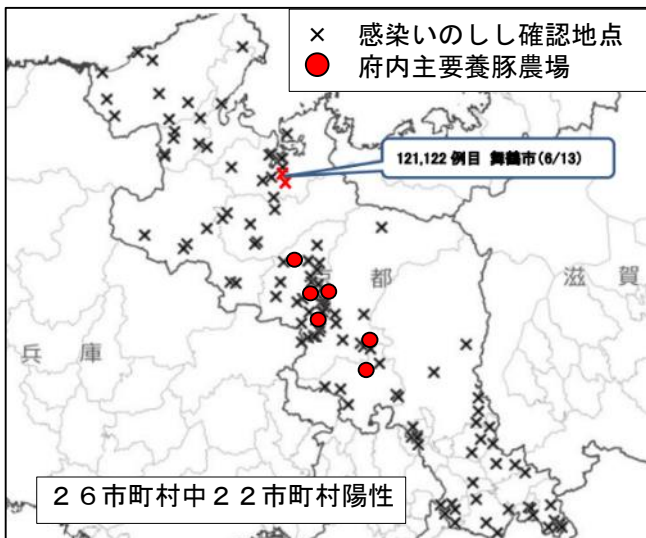 × 感染いのしし確認地点
府内主要養豚農場
121,122 例目 舞鶴市(6/13)
京 都
滋 賀
兵 庫
２６市町村中２２市町村陽性